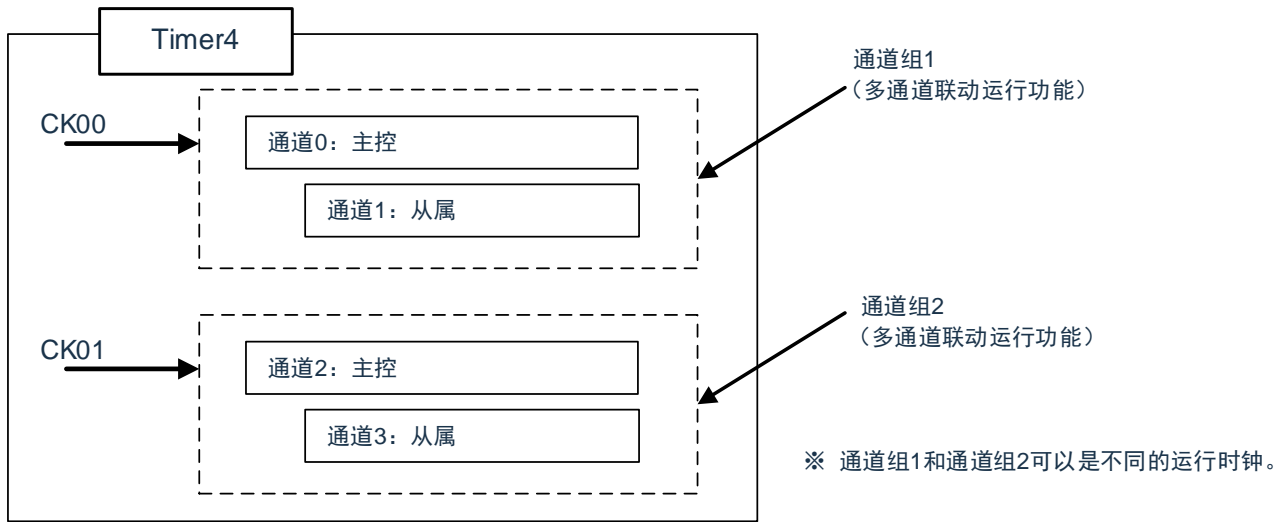 Timer4
通道组1
（多通道联动运行功能）
CK00
通道0：主控
通道1：从属
通道组2
（多通道联动运行功能）
CK01
通道2：主控
通道3：从属
※ 通道组1和通道组2可以是不同的运行时钟。